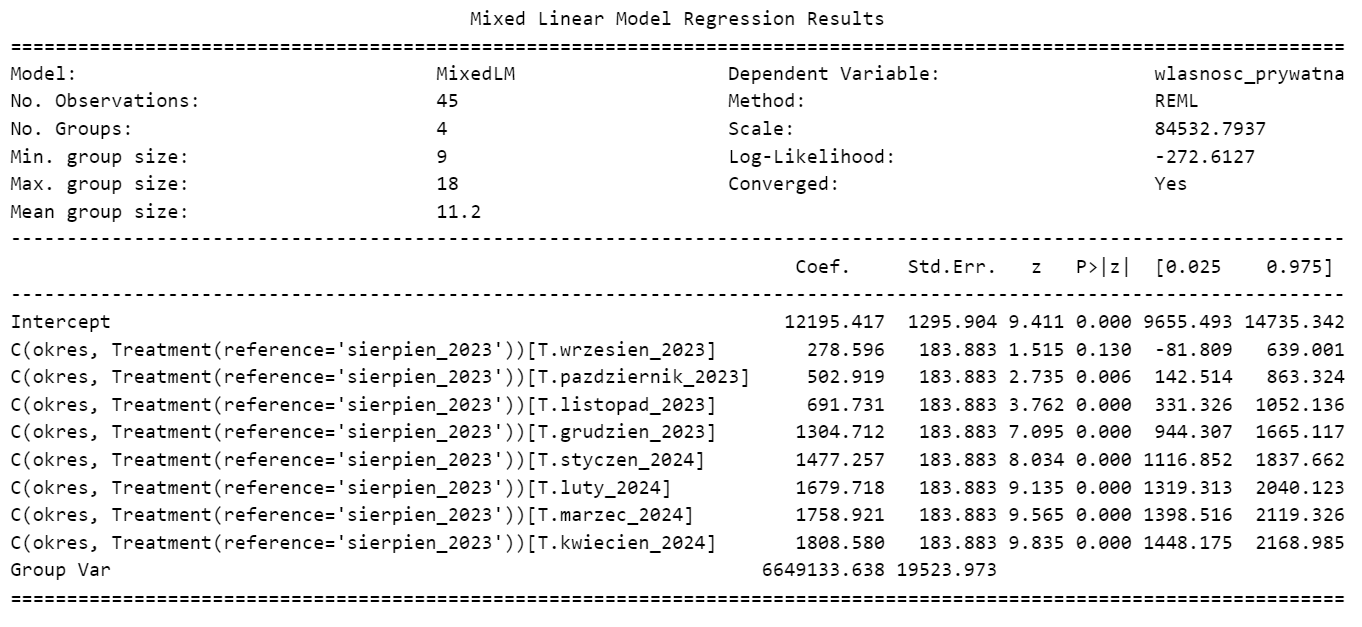 Mixed Linear Model Regression Results
========================================================================================================================
Model: MixedLM Dependent Variable: wlasnosc_prywatna
No. Observations: 45 Method: REML
No. Groups: 4 Scale: 84532.7937
Min. group size: 9 Log-Likelihood: -272.6127
Max. group size: 18 Converged: Yes
Mean group size: 11.2
------------------------------------------------------------------------------------------------------------------------
Coef. Std.Err. z P>|z| [0.025 0.975]
------------------------------------------------------------------------------------------------------------------------
Intercept 12195.417 1295.904 9.411 0.000 9655.493 14735.342
C(okres, Treatment(reference='sierpien_2023'))[T.wrzesien_2023] 278.596 183.883 1.515 0.130 -81.809 639.001
C(okres, Treatment(reference='sierpien_2023'))[T.pazdziernik_2023] 502.919 183.883 2.735 0.006 142.514 863.324
C(okres, Treatment(reference='sierpien_2023'))[T.listopad_2023] 691.731 183.883 3.762 0.000 331.326 1052.136
C(okres, Treatment(reference='sierpien_2023'))[T.grudzien_2023] 1304.712 183.883 7.095 0.000 944.307 1665.117
C(okres, Treatment(reference='sierpien_2023'))[T.styczen_2024] 1477.257 183.883 8.034 0.000 1116.852 1837.662
C(okres, Treatment(reference='sierpien_2023'))[T.luty_2024] 1679.718 183.883 9.135 0.000 1319.313 2040.123
C(okres, Treatment(reference='sierpien_2023'))[T.marzec_2024] 1758.921 183.883 9.565 0.000 1398.516 2119.326
C(okres, Treatment(reference='sierpien_2023'))[T.kwiecien_2024] 1808.580 183.883 9.835 0.000 1448.175 2168.985
Group Var 6649133.638 19523.973
========================================================================================================================